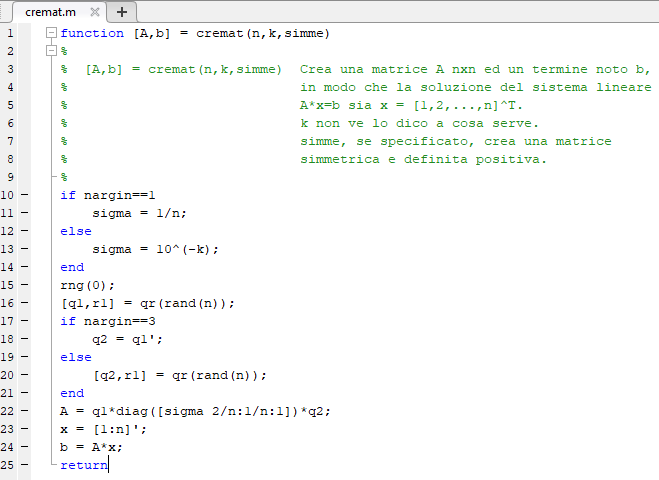 cremat.m
1 function [A,b] = cremat(n,k,simme)
2 %
3 % [A,b] = cremat(n,k,simme) Crea una matrice A nxn ed un termine noto b,
4 % in modo che la soluzione del sistema lineare
5 % A*x=b sia x = [1,2,...,n]^T.
6 % k non ve lo dico a cosa serve.
7 % simme, se specificato, crea una matrice
8 % simmetrica e definita positiva.
9 %
10 if nargin==1
11 sigma = 1/n;
12 else
13 sigma = 10^(-k);
14 end
15 rng(0);
16 [q1,r1] = qr(rand(n));
17 if nargin==3
18 q2 = q1';
19 else
20 [q2,r1] = qr(rand(n));
21 end
22 A = q1*diag([sigma 2/n:1/n:1])*q2;
23 x = [1:n]';
24 b = A*x;
25 return